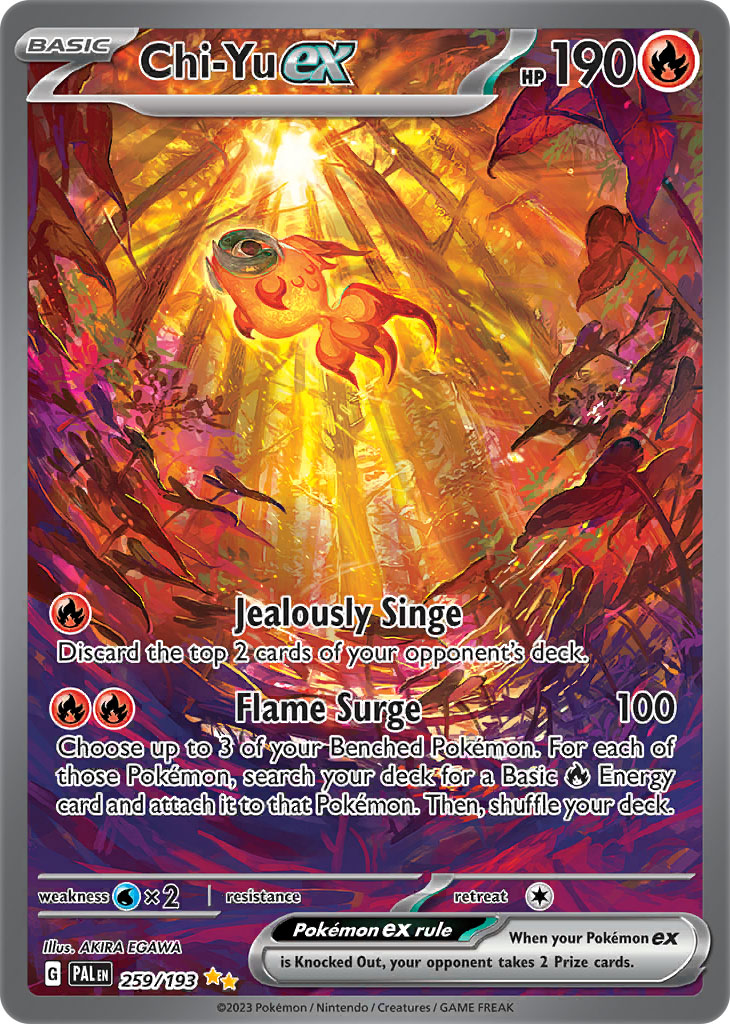 BASIC
Chi-Yu ex HP 190
Jealously Singe
Discard the top 2 cards of your opponent's deck.
Flame Surge 100
Choose up to 3 of your Benched Pokémon. For each of
those Pokémon, search your deck for a Basic Energy
card and attach it to that Pokémon. Then, shuffle your deck.
weakness ×2 resistance retreat
Pokémon ex rule When your Pokémon ex
is Knocked Out, your opponent takes 2 Prize cards.
Illus. AKIRA EGAWA
G PAL EN 259/193
©2023 Pokémon / Nintendo / Creatures / GAME FREAK